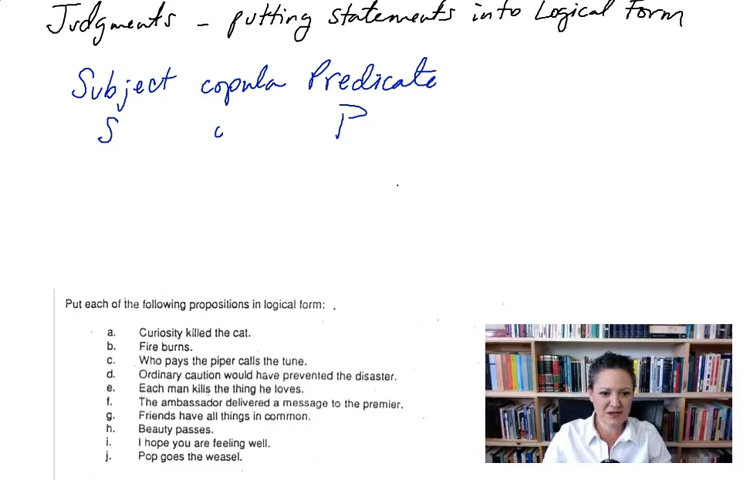 Judgments - putting statements into Logical Form
Subject copula Predicate
S c P
Put each of the following propositions in logical form:
a. Curiosity killed the cat.
b. Fire burns.
c. Who pays the piper calls the tune.
d. Ordinary caution would have prevented the disaster.
e. Each man kills the thing he loves.
f. The ambassador delivered a message to the premier.
g. Friends have all things in common.
h. Beauty passes.
i. I hope you are feeling well.
j. Pop goes the weasel.